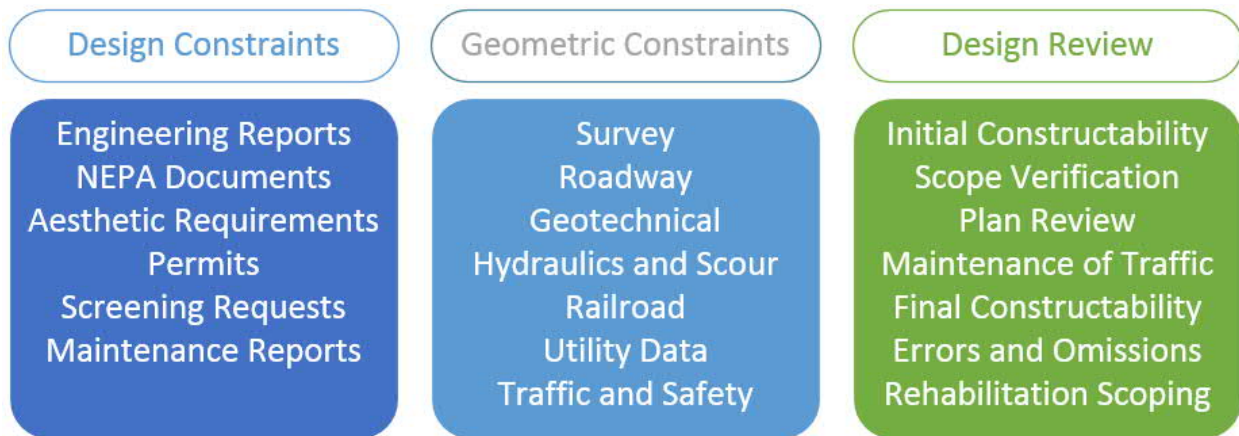 Design Constraints
Engineering Reports
NEPA Documents
Aesthetic Requirements
Permits
Screening Requests
Maintenance Reports
Geometric Constraints
Survey
Roadway
Geotechnical
Hydraulics and Scour
Railroad
Utility Data
Traffic and Safety
Design Review
Initial Constructability
Scope Verification
Plan Review
Maintenance of Traffic
Final Constructability
Errors and Omissions
Rehabilitation Scoping